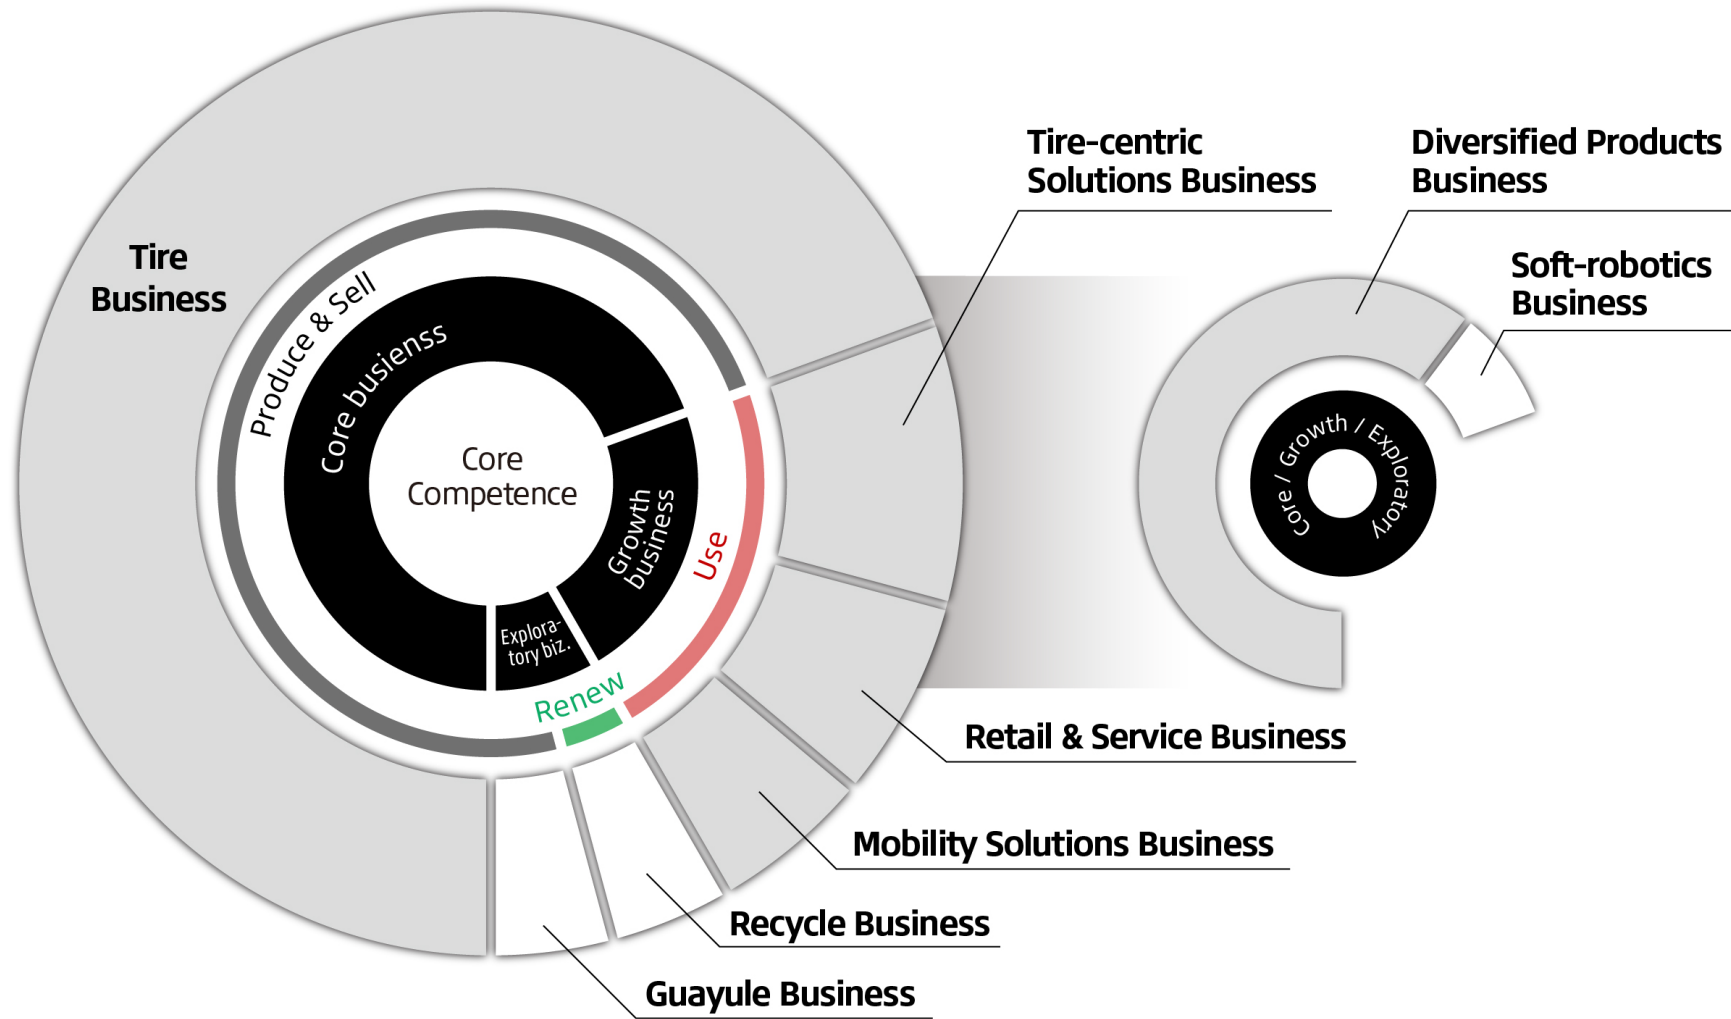 Tire
Business
Produce & Sell
Core busienss
Core
Competence
Growth
business
Explora-
tory biz.
Use
Renew
Tire-centric
Solutions Business
Diversified Products
Business
Soft-robotics
Business
Core / Growth / Exploratory
Retail & Service Business
Mobility Solutions Business
Recycle Business
Guayule Business